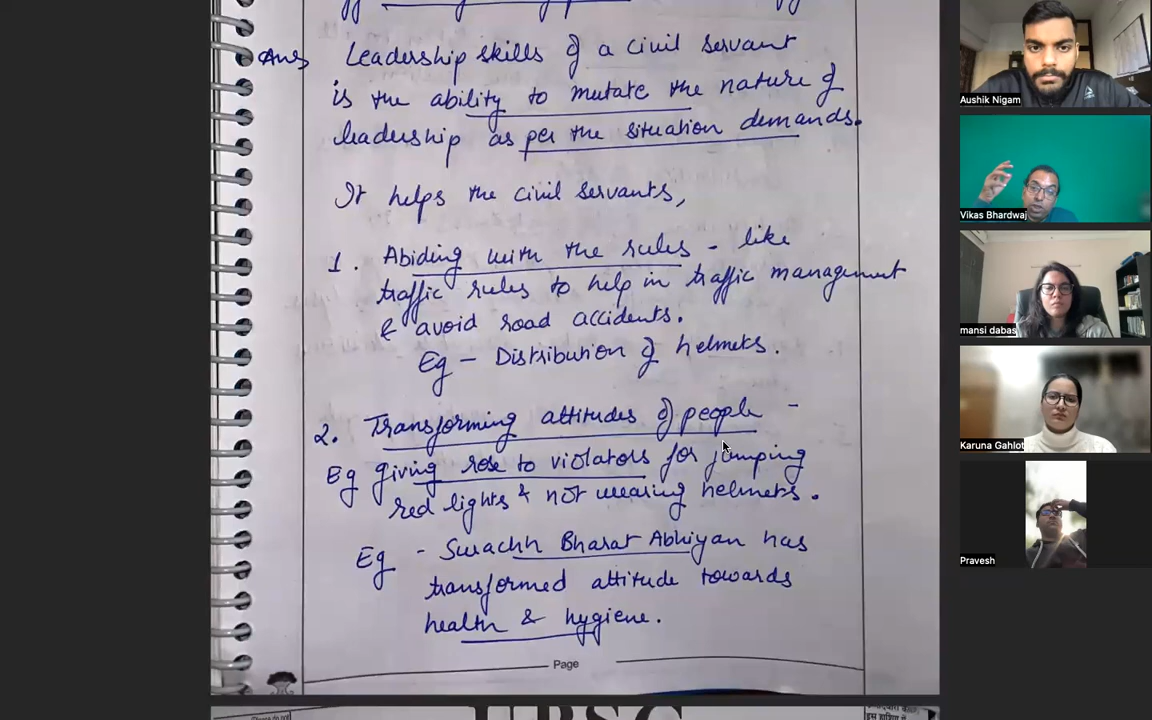 Ans Leadership skills of a civil servant
is the ability to mutate the nature of
leadership as per the situation demands.
It helps the civil servants,
1. Abiding with the rules - like
traffic rules to help in traffic management
& avoid road accidents.
Eg - Distribution of helmets.
2. Transforming attitudes of people -
Eg giving rose to violators for jumping
red lights & not wearing helmets.
Eg - Swachh Bharat Abhiyan has
transformed attitude towards
health & hygiene.
Page
UPSC
Aushik Nigam
Vikas Bhardwaj
mansi dabas
Karuna Gahlot
Pravesh